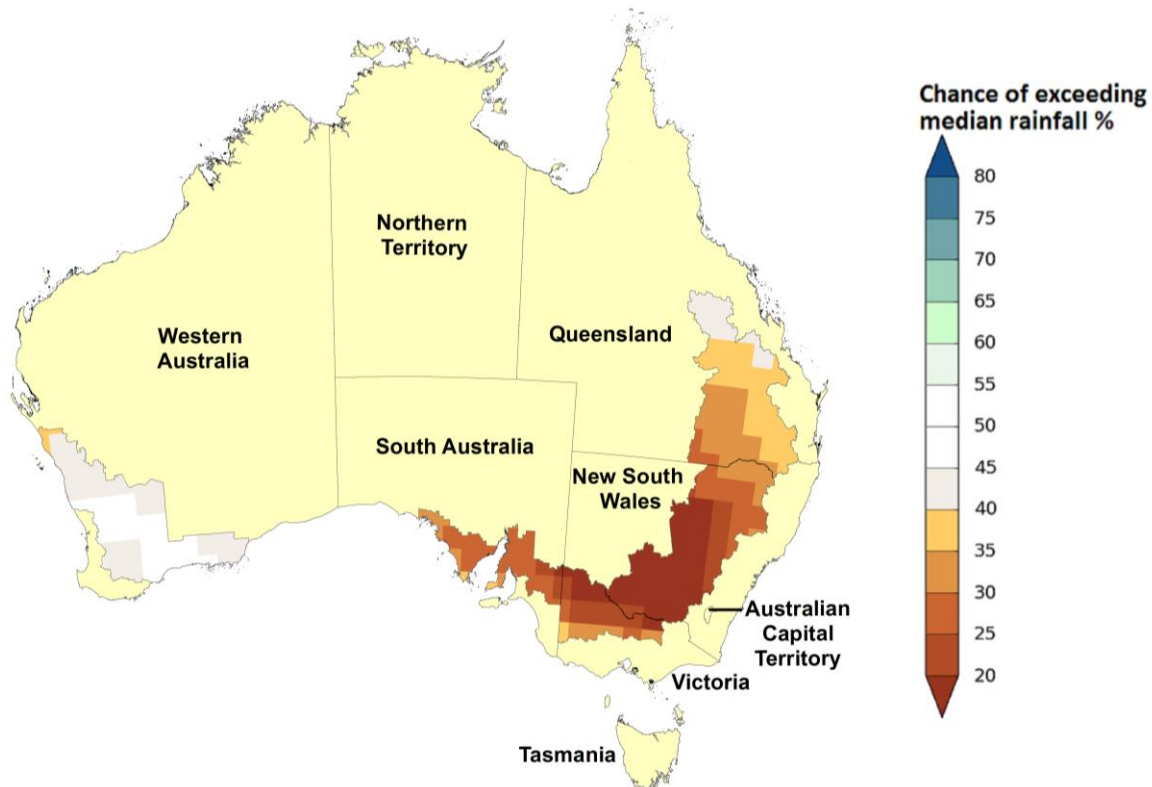 Chance of exceeding
median rainfall %
80
75
70
65
60
55
50
45
40
35
30
25
20
Northern
Territory
Western
Australia
Queensland
South Australia
New South
Wales
Australian
Capital
Territory
Victoria
Tasmania